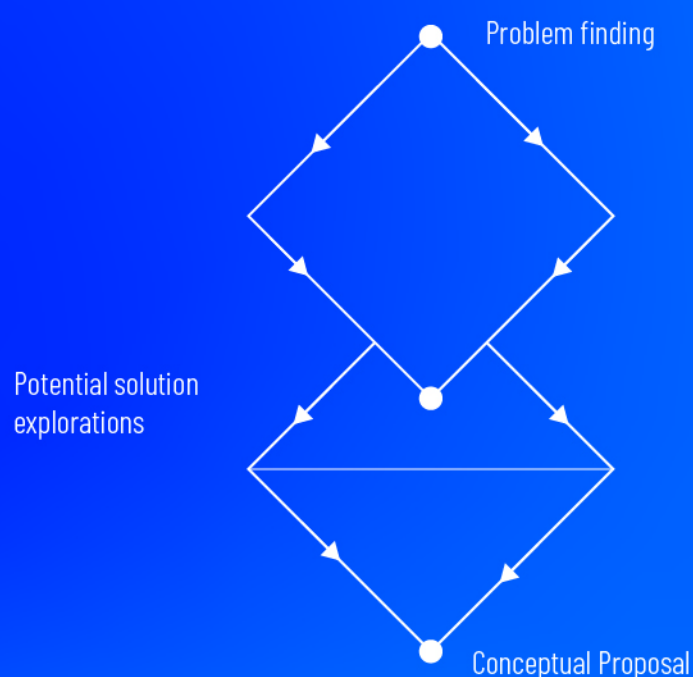 Problem finding
Potential solution
explorations
Conceptual Proposal